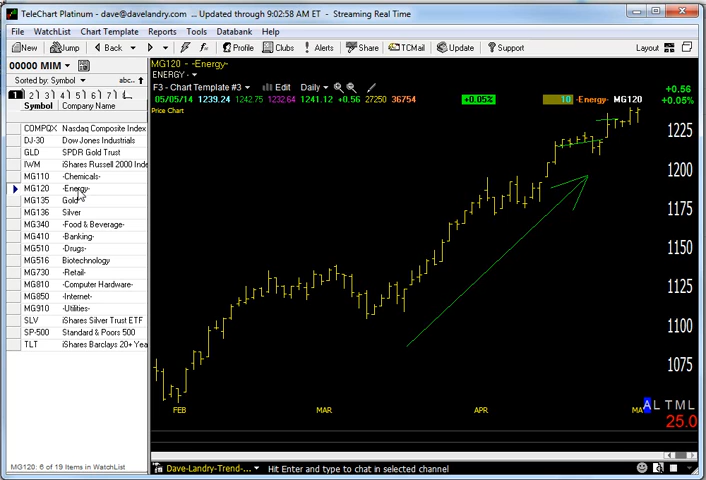 TeleChart Platinum - dave@davelandry.com ... Updated through 9:02:58 AM ET - Streaming Real Time
File WatchList Chart Template Reports Tools Databank Help
New Jump Back Profile Clubs Alerts Share TCMail Update Support Layout
00000 MIM
MG120 - -Energy-
ENERGY -
Sorted by: Symbol abc..
F3 - Chart Template #3 Edit Daily
+0.56
+0.05%
1 2 3 4 5 6 7
05/05/14 1239.24 1242.75 1232.64 1241.12 +0.56 27250 36754 +0.05% 10 -Energy- MG120
Symbol Company Name
Price Chart
COMPQX Nasdaq Composite Index
DJ-30 Dow Jones Industrials
GLD SPDR Gold Trust
IWM iShares Russell 2000 Inde
MG110 -Chemicals-
MG120 -Energy-
MG135 Gold
MG136 Silver
MG340 -Food & Beverage-
MG410 -Banking-
MG510 -Drugs-
MG516 Biotechnology
MG730 -Retail-
MG810 -Computer Hardware-
MG850 -Internet-
MG910 -Utilities-
SLV iShares Silver Trust ETF
SP-500 Standard & Poors 500
TLT iShares Barclays 20+ Yea
1225
1200
1175
1150
1125
1100
1075
FEB MAR APR MA
A L T M L
25.0
MG120: 6 of 19 Items in WatchList
Dave-Landry-Trend-... Hit Enter and type to chat in selected channel